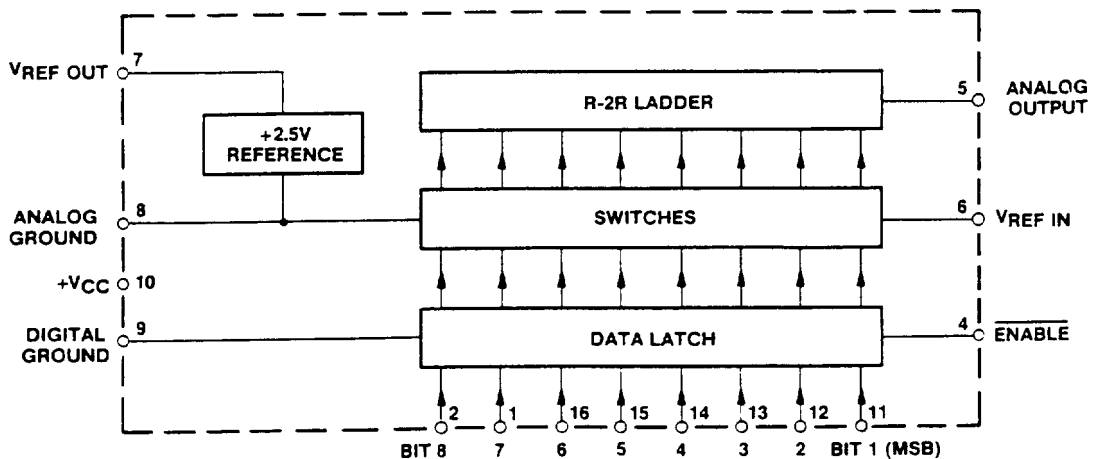 VREF OUT
7
+2.5V
REFERENCE
R-2R LADDER
5
ANALOG
OUTPUT
ANALOG
GROUND
8
SWITCHES
6
VREF IN
+VCC
10
DIGITAL
GROUND
9
DATA LATCH
4
ENABLE
2 1 16 15 14 13 12 11
BIT 8 7 6 5 4 3 2 BIT 1 (MSB)